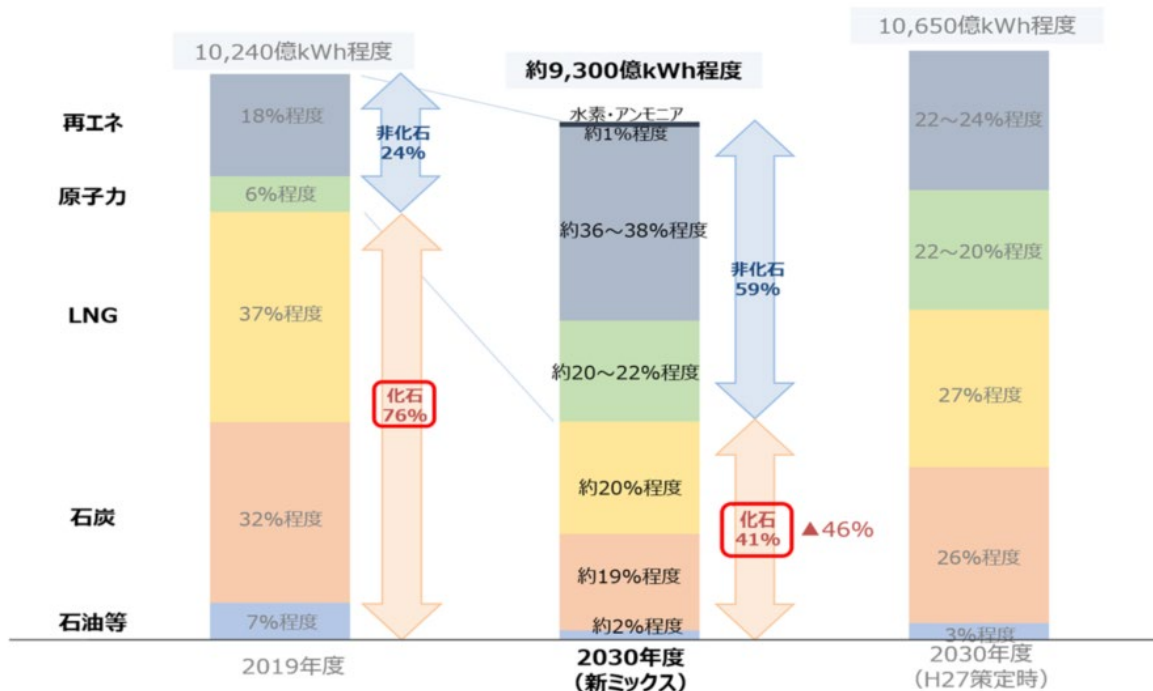 10,240億kWh程度
約9,300億kWh程度
10,650億kWh程度
再エネ
原子力
LNG
石炭
石油等
18%程度
6%程度
37%程度
32%程度
7%程度
非化石
24%
化石
76%
水素・アンモニア
約1%程度
約36～38%程度
約20～22%程度
約20%程度
約19%程度
約2%程度
非化石
59%
化石
41%
▲46%
22～24%程度
22～20%程度
27%程度
26%程度
3%程度
2019年度
2030年度
（新ミックス）
2030年度
（H27策定時）